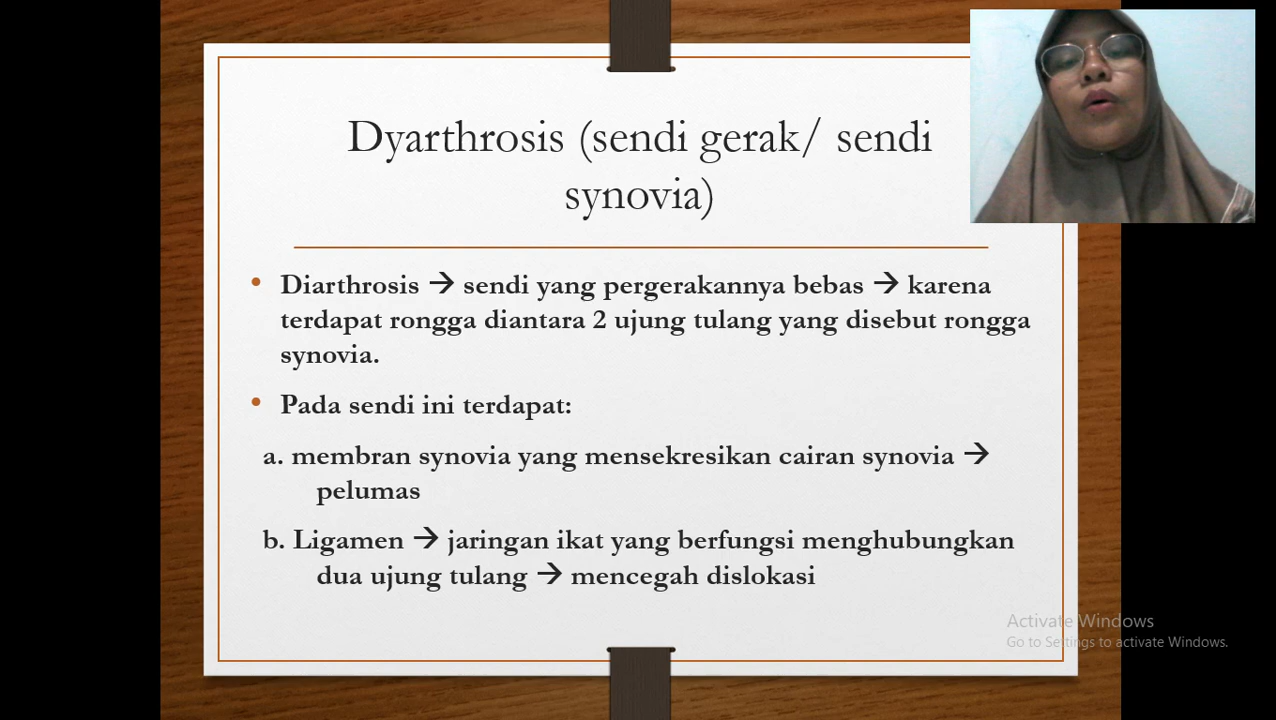 Dyarthrosis (sendi gerak/ sendi
synovia)
• Diarthrosis → sendi yang pergerakannya bebas → karena
terdapat rongga diantara 2 ujung tulang yang disebut rongga
synovia.
• Pada sendi ini terdapat:
a. membran synovia yang mensekresikan cairan synovia →
pelumas
b. Ligamen → jaringan ikat yang berfungsi menghubungkan
dua ujung tulang → mencegah dislokasi
Activate Windows
Go to Settings to activate Windows.